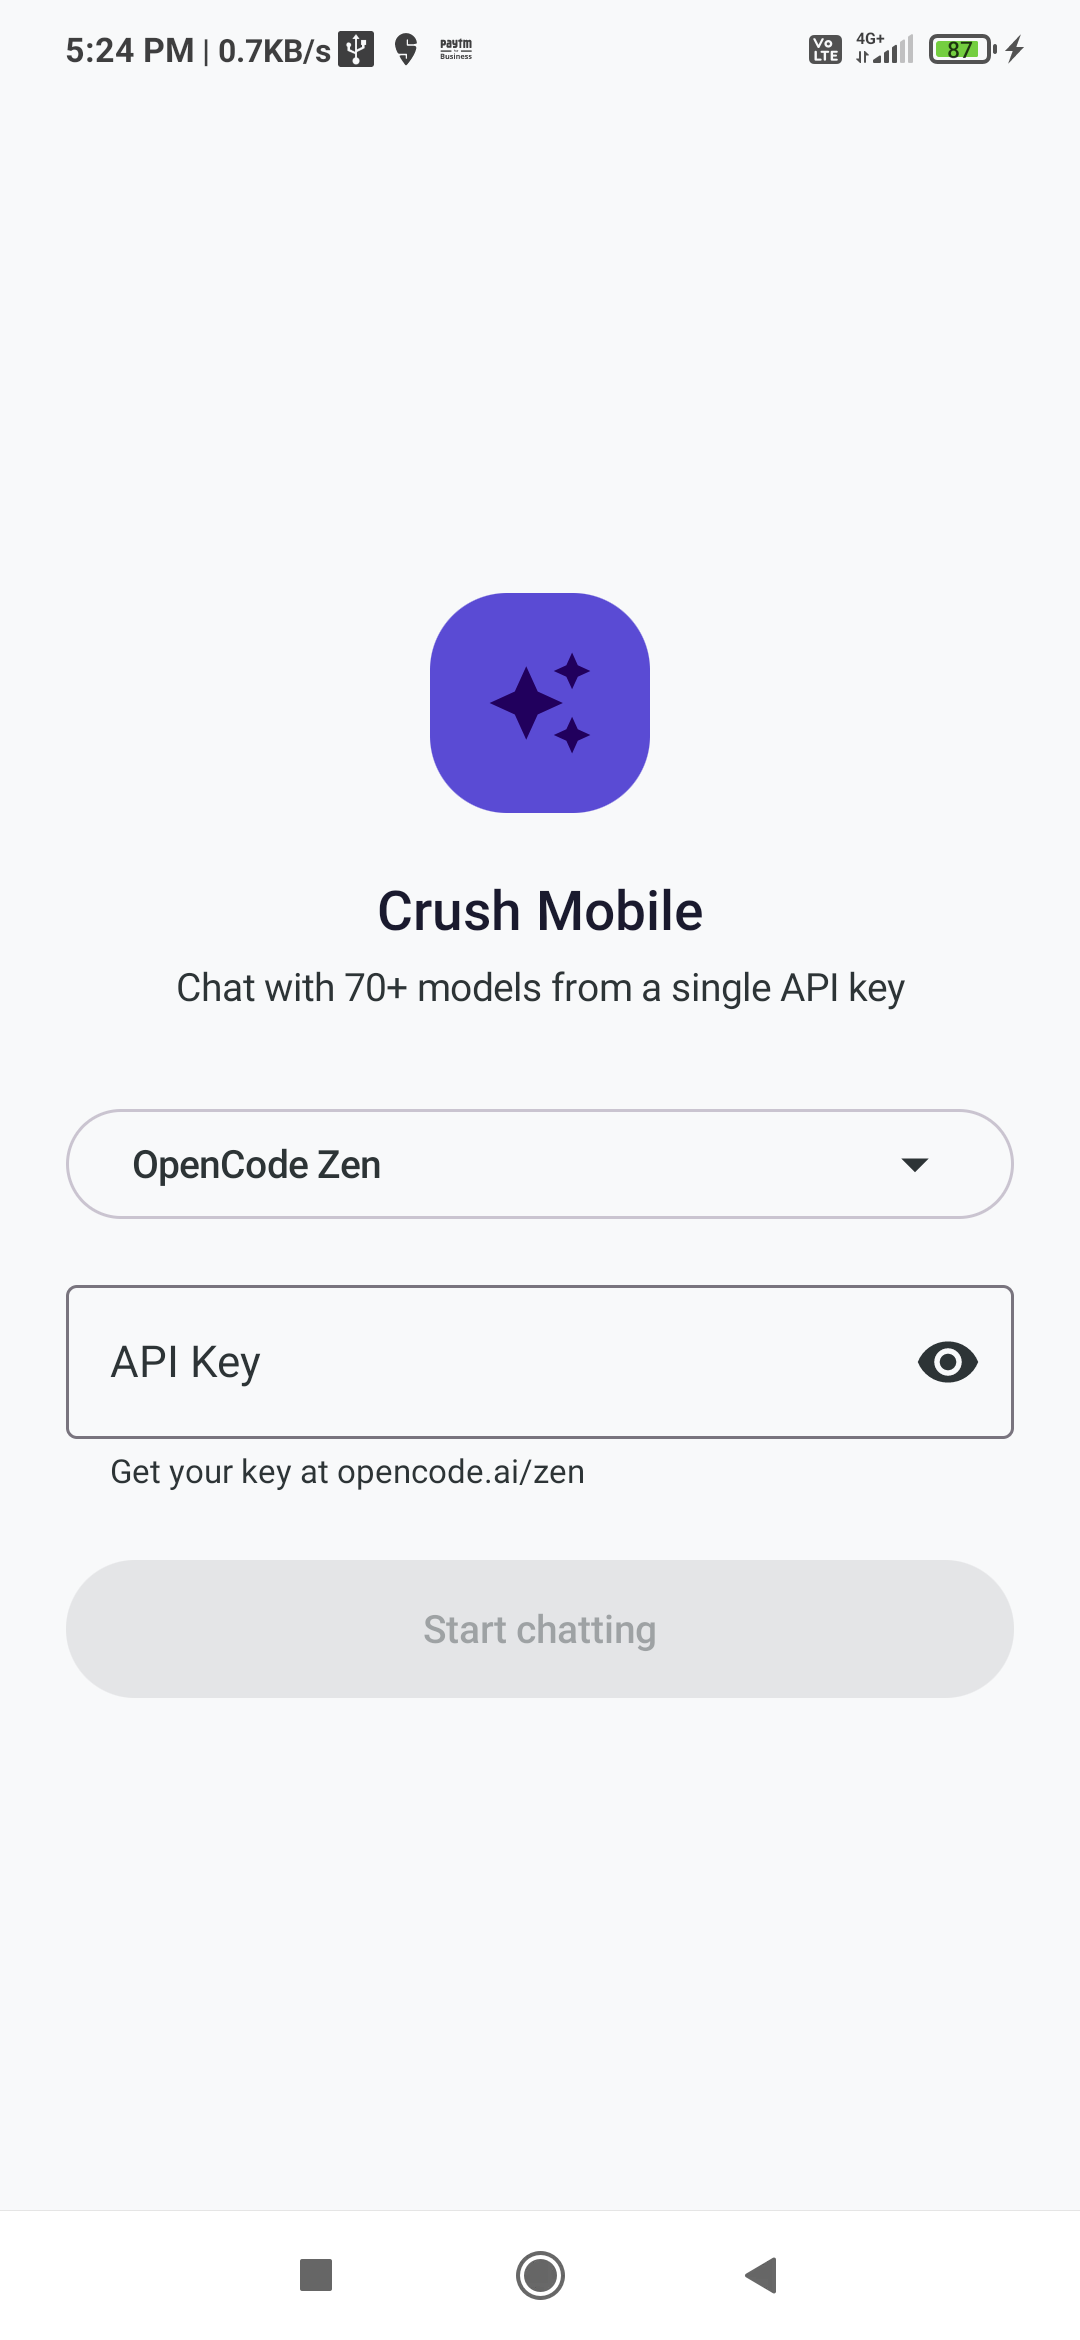 5:24 PM | 0.7KB/s Paytm Business Vo LTE 4G+ 87
Crush Mobile
Chat with 70+ models from a single API key
OpenCode Zen
API Key
Get your key at opencode.ai/zen
Start chatting